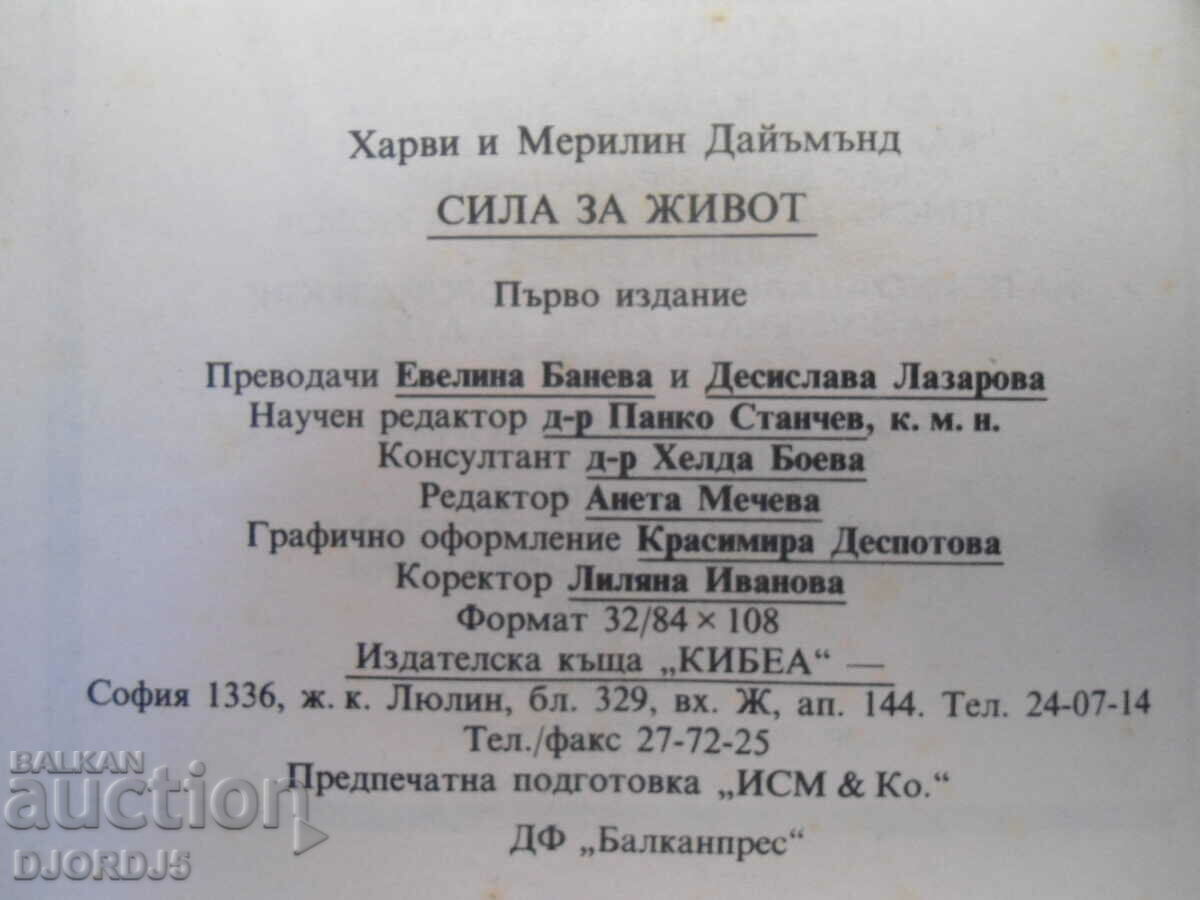 Харви и Мерилин Дайъмънд
СИЛА ЗА ЖИВОТ
Първо издание
Преводачи Евелина Банева и Десислава Лазарова
Научен редактор д-р Панко Станчев, к. м. н.
Консултант д-р Хелда Боева
Редактор Анета Мечева
Графично оформление Красимира Деспотова
Коректор Лиляна Иванова
Формат 32/84 × 108
Издателска къща „КИБЕА“ —
София 1336, ж. к. Люлин, бл. 329, вх. Ж, ап. 144. Тел. 24-07-14
Тел./факс 27-72-25
Предпечатна подготовка „ИСМ & Ко.“
ДФ „Балканпрес“
BALKAN
auction
DJORDJ5